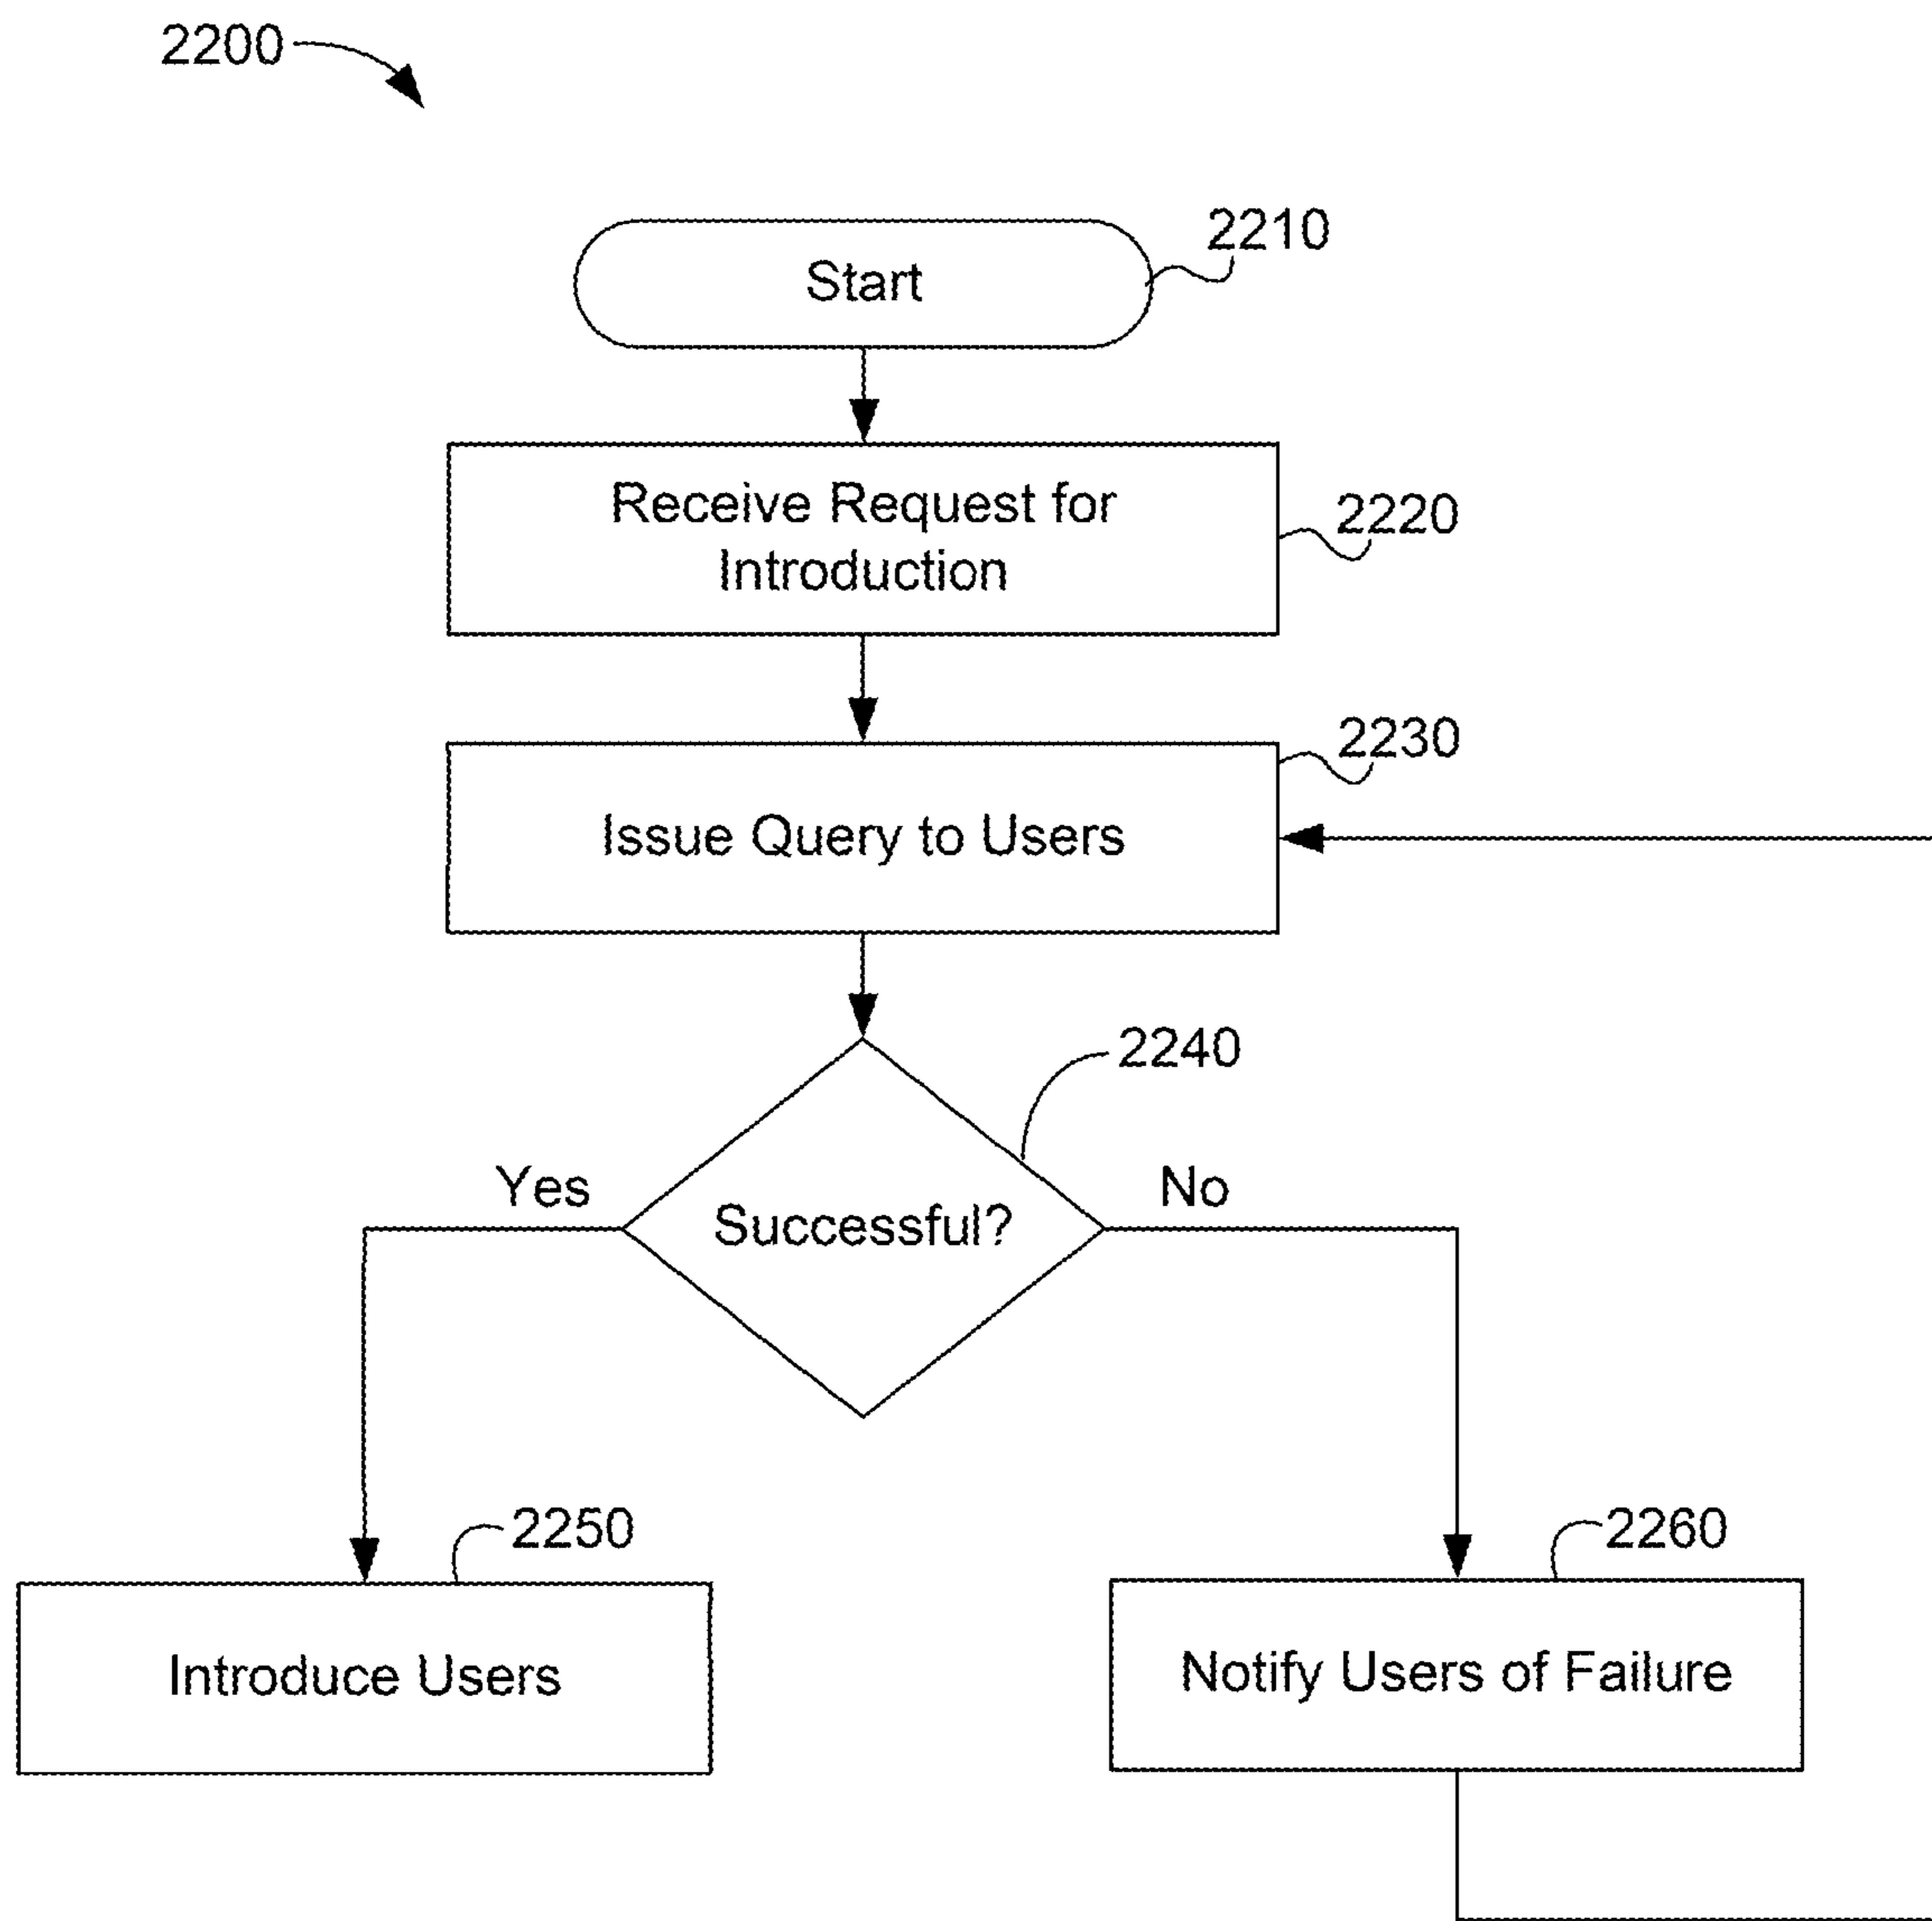 2200
2210
Start
Receive Request for
Introduction
2220
2230
Issue Query to Users
2240
Yes
No
Successful?
2250
2260
Introduce Users
Notify Users of Failure